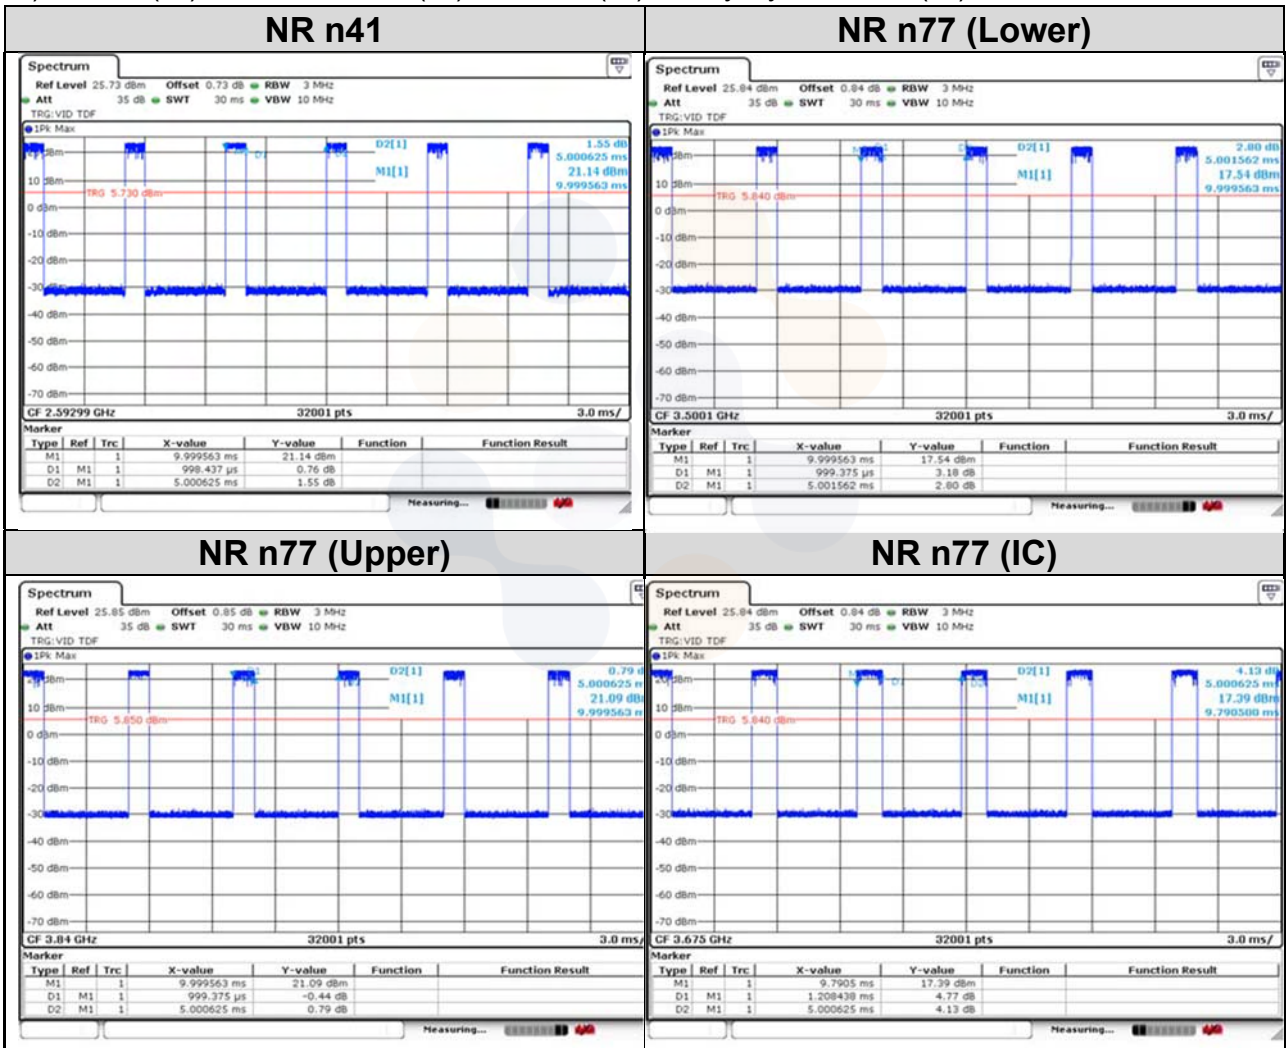 NR n41
NR n77 (Lower)
Spectrum
Ref Level 25.73 dBm Offset 0.73 dB RBW 3 MHz
Att 35 dB SWT 30 ms VBW 10 MHz
TRG:VID TDF
1Pk Max
D2[1] 1.55 dB
5.000625 ms
M1[1] 21.14 dBm
9.999563 ms
10 dBm
TRG 5.730 dBm
0 dBm
-10 dBm
-20 dBm
-30 dBm
-40 dBm
-50 dBm
-60 dBm
-70 dBm
CF 2.59299 GHz 32001 pts 3.0 ms/
Marker
Type Ref Trc X-value Y-value Function Function Result
M1 1 9.999563 ms 21.14 dBm
D1 M1 1 998.437 µs 0.76 dB
D2 M1 1 5.000625 ms 1.55 dB
Measuring...
Spectrum
Ref Level 25.84 dBm Offset 0.84 dB RBW 3 MHz
Att 35 dB SWT 30 ms VBW 10 MHz
TRG:VID TDF
1Pk Max
D2[1] 2.80 dB
5.001562 ms
M1[1] 17.54 dBm
9.999563 ms
10 dBm
TRG 5.840 dBm
0 dBm
-10 dBm
-20 dBm
-30
-40 dBm
-50 dBm
-60 dBm
-70 dBm
CF 3.5001 GHz 32001 pts 3.0 ms/
Marker
Type Ref Trc X-value Y-value Function Function Result
M1 1 9.999563 ms 17.54 dBm
D1 M1 1 999.375 µs 3.18 dB
D2 M1 1 5.001562 ms 2.80 dB
Measuring...
NR n77 (Upper)
NR n77 (IC)
Spectrum
Ref Level 25.85 dBm Offset 0.85 dB RBW 3 MHz
Att 35 dB SWT 30 ms VBW 10 MHz
TRG:VID TDF
1Pk Max
D2[1] 0.79 d
5.000625 m
M1[1] 21.09 dB
9.999563 m
10 dBm
TRG 5.850 dBm
0 dBm
-10 dBm
-20 dBm
-30
-40 dBm
-50 dBm
-60 dBm
-70 dBm
CF 3.84 GHz 32001 pts 3.0 ms/
Marker
Type Ref Trc X-value Y-value Function Function Result
M1 1 9.999563 ms 21.09 dBm
D1 M1 1 999.375 µs -0.44 dB
D2 M1 1 5.000625 ms 0.79 dB
Measuring...
Spectrum
Ref Level 25.84 dBm Offset 0.84 dB RBW 3 MHz
Att 35 dB SWT 30 ms VBW 10 MHz
TRG:VID TDF
1Pk Max
D2[1] 4.13 dB
5.000625 ms
M1[1] 17.39 dBm
9.790500 ms
10 dBm
TRG 5.840 dBm
0 dBm
-10 dBm
-20 dBm
-30
-40 dBm
-50 dBm
-60 dBm
-70 dBm
CF 3.675 GHz 32001 pts 3.0 ms/
Marker
Type Ref Trc X-value Y-value Function Function Result
M1 1 9.7905 ms 17.39 dBm
D1 M1 1 1.208438 ms 4.77 dB
D2 M1 1 5.000625 ms 4.13 dB
Measuring...